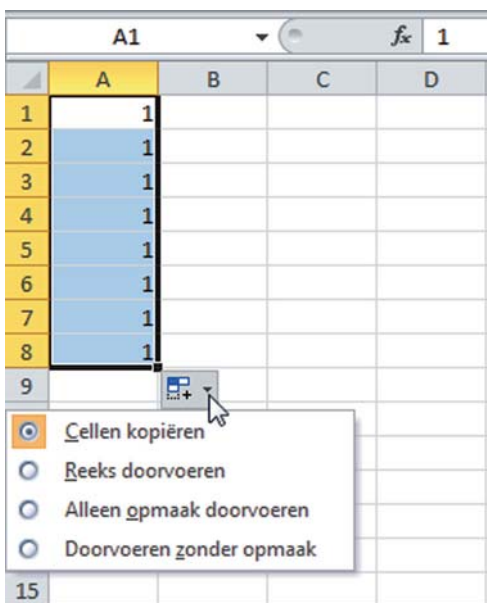 A1 fx 1
A B C D
1 1
2 1
3 1
4 1
5 1
6 1
7 1
8 1
9
Cellen kopiëren
Reeks doorvoeren
Alleen opmaak doorvoeren
Doorvoeren zonder opmaak
15